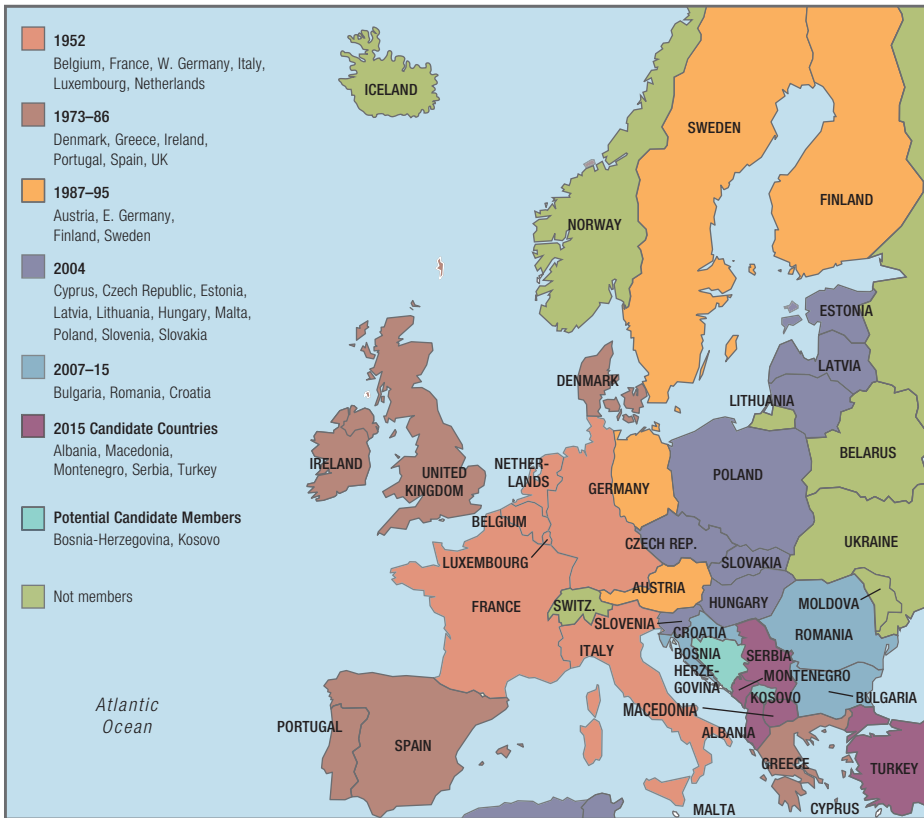 1952
Belgium, France, W. Germany, Italy,
Luxembourg, Netherlands
1973–86
Denmark, Greece, Ireland,
Portugal, Spain, UK
1987–95
Austria, E. Germany,
Finland, Sweden
2004
Cyprus, Czech Republic, Estonia,
Latvia, Lithuania, Hungary, Malta,
Poland, Slovenia, Slovakia
2007–15
Bulgaria, Romania, Croatia
2015 Candidate Countries
Albania, Macedonia,
Montenegro, Serbia, Turkey
Potential Candidate Members
Bosnia-Herzegovina, Kosovo
Not members
ICELAND
SWEDEN
FINLAND
NORWAY
ESTONIA
LATVIA
DENMARK
LITHUANIA
BELARUS
IRELAND
UNITED
KINGDOM
NETHER-
LANDS
GERMANY
POLAND
BELGIUM
LUXEMBOURG
CZECH REP.
UKRAINE
SLOVAKIA
FRANCE
SWITZ.
AUSTRIA
HUNGARY
MOLDOVA
SLOVENIA
CROATIA
ROMANIA
ITALY
BOSNIA
HERZE-
GOVINA
SERBIA
MONTENEGRO
KOSOVO
BULGARIA
MACEDONIA
ALBANIA
Atlantic
Ocean
PORTUGAL
SPAIN
GREECE
TURKEY
MALTA
CYPRUS